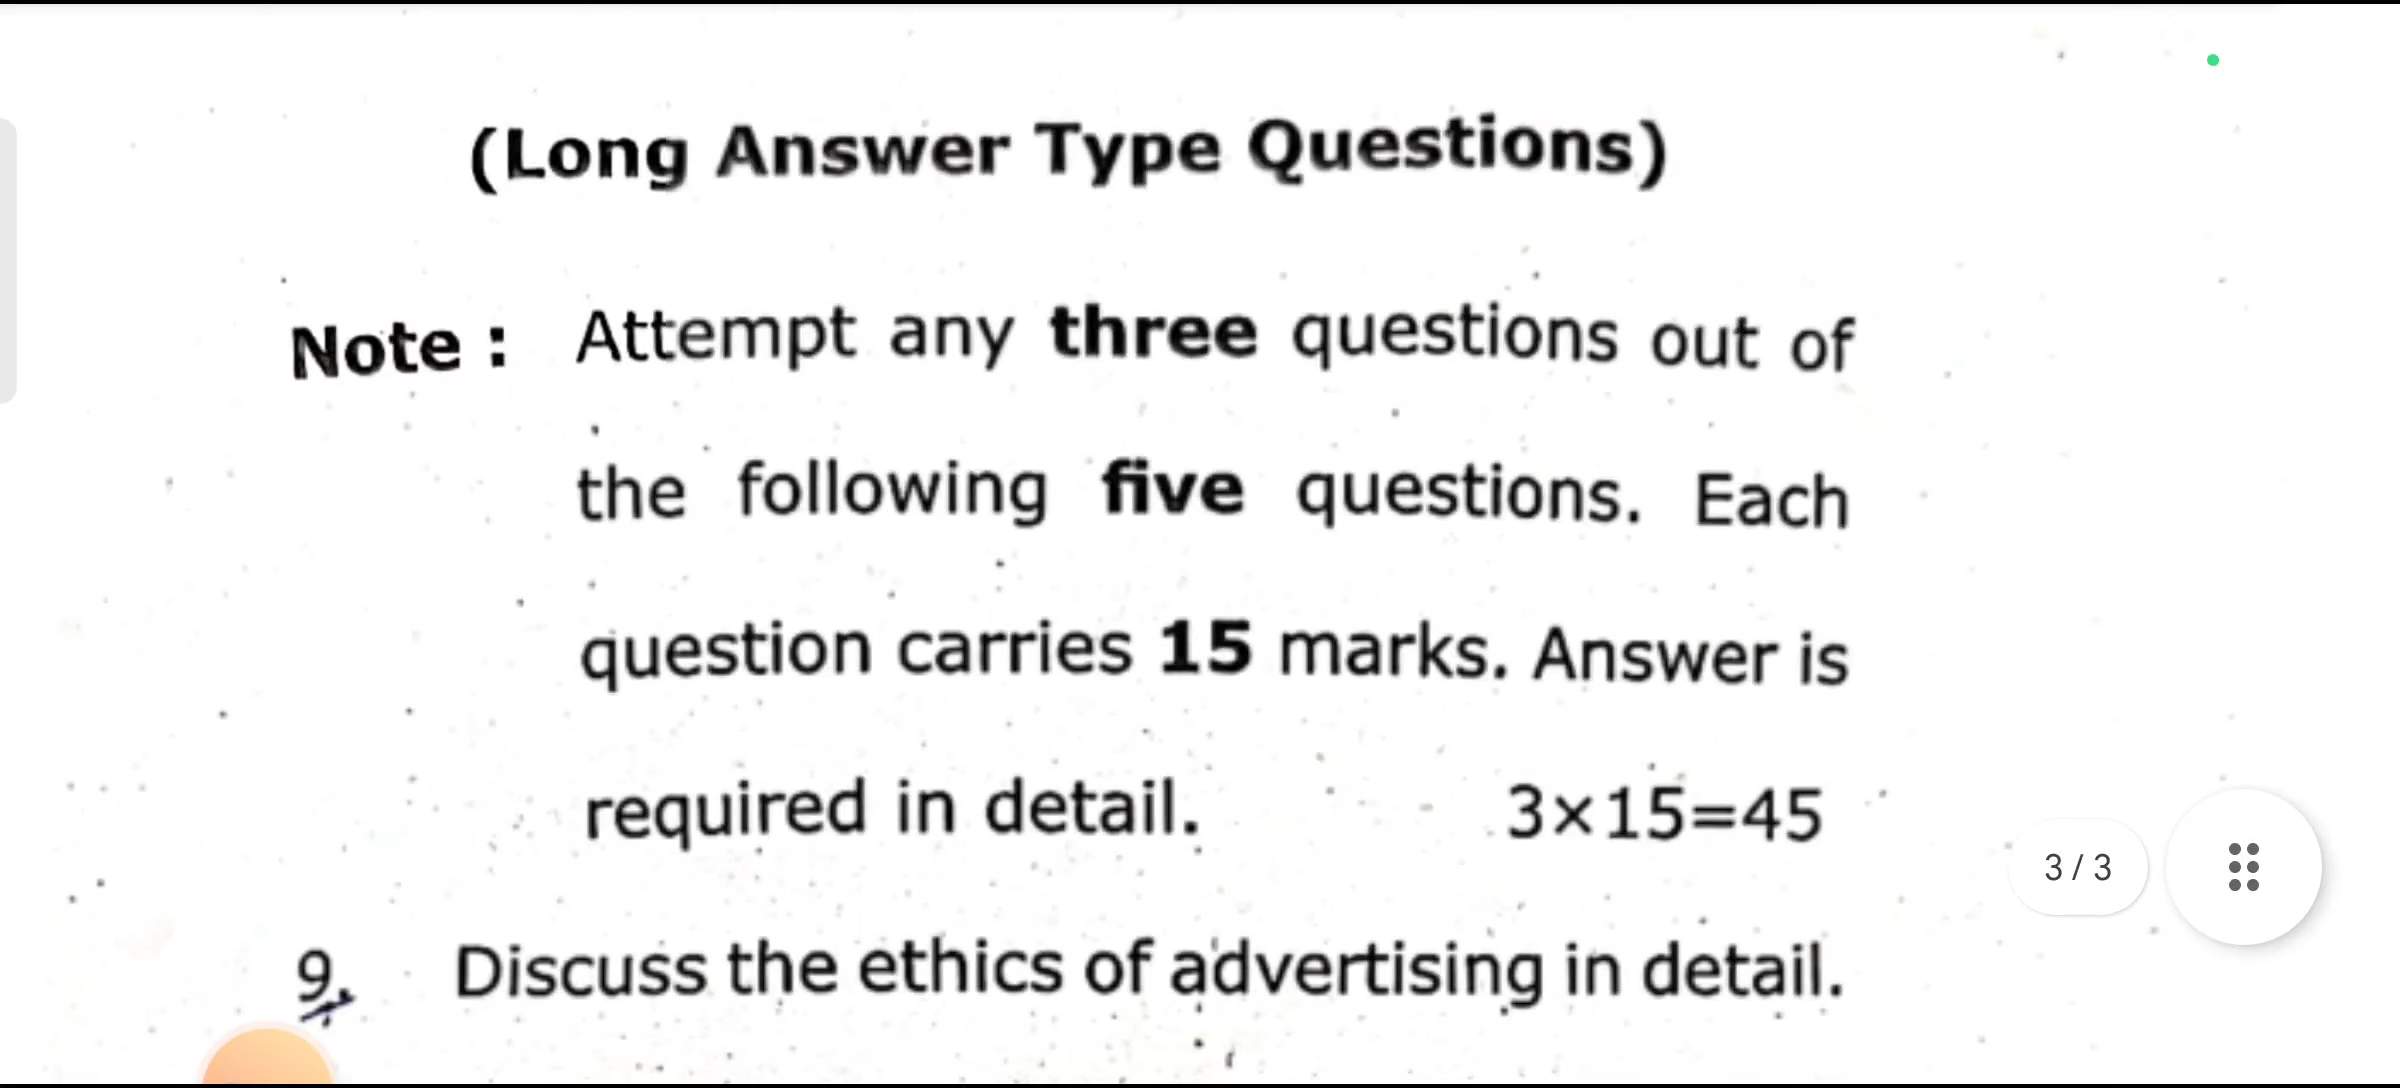 (Long Answer Type Questions)
Note : Attempt any three questions out of
the following five questions. Each
question carries 15 marks. Answer is
required in detail. 3×15=45
3 / 3
9. Discuss the ethics of advertising in detail.